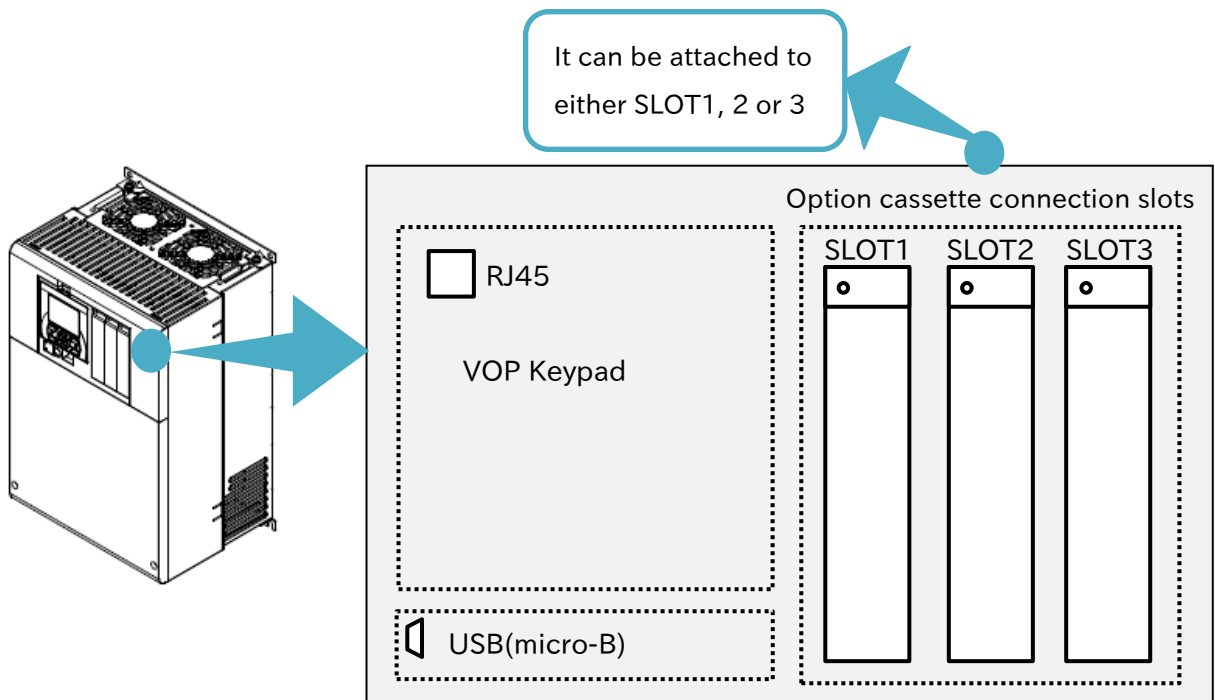 It can be attached to
either SLOT1, 2 or 3
Option cassette connection slots
SLOT1 SLOT2 SLOT3
RJ45
VOP Keypad
USB(micro-B)